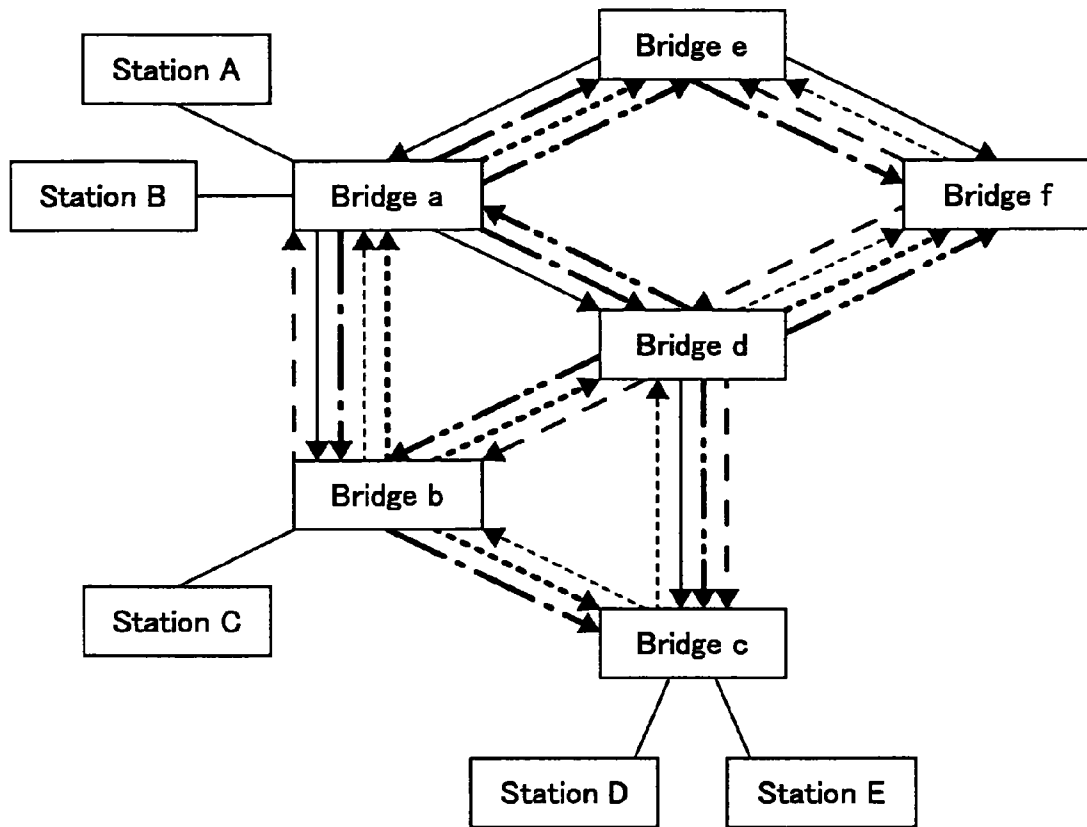 Bridge e
Station A
Station B
Bridge a
Bridge f
Bridge d
Bridge b
Station C
Bridge c
Station D
Station E